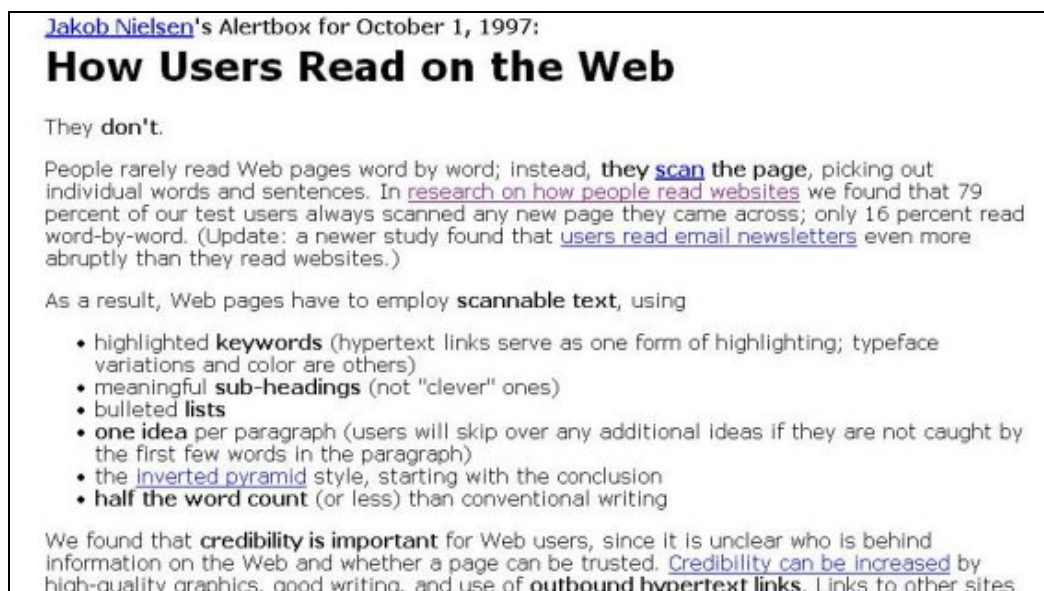 Jakob Nielsen's Alertbox for October 1, 1997:
How Users Read on the Web
They don't.
People rarely read Web pages word by word; instead, they scan the page, picking out
individual words and sentences. In research on how people read websites we found that 79
percent of our test users always scanned any new page they came across; only 16 percent read
word-by-word. (Update: a newer study found that users read email newsletters even more
abruptly than they read websites.)
As a result, Web pages have to employ scannable text, using
• highlighted keywords (hypertext links serve as one form of highlighting; typeface
variations and color are others)
• meaningful sub-headings (not "clever" ones)
• bulleted lists
• one idea per paragraph (users will skip over any additional ideas if they are not caught by
the first few words in the paragraph)
• the inverted pyramid style, starting with the conclusion
• half the word count (or less) than conventional writing
We found that credibility is important for Web users, since it is unclear who is behind
information on the Web and whether a page can be trusted. Credibility can be increased by
high-quality graphics, good writing, and use of outbound hypertext links. Links to other sites